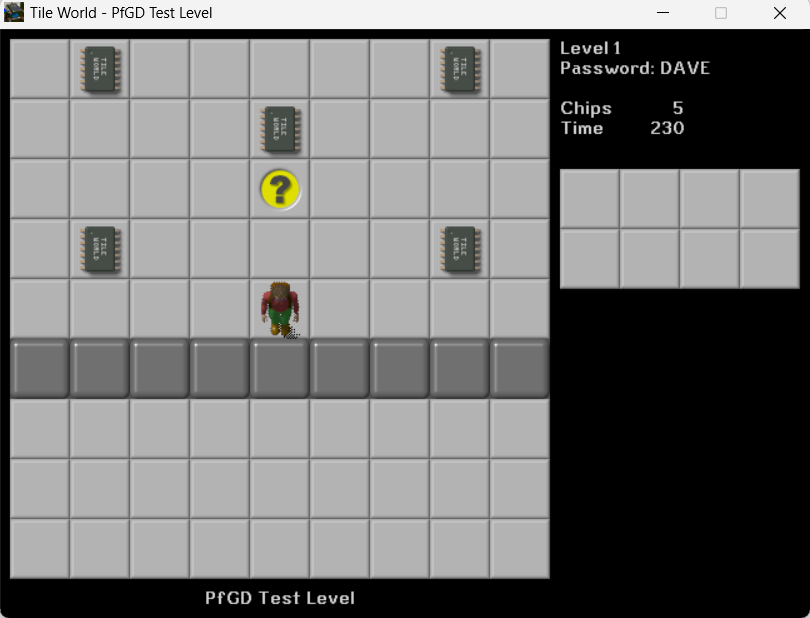 Tile World - PfGD Test Level
Level 1
Password: DAVE
Chips 5
Time 230
TILE WORLD
TILE WORLD
TILE WORLD
?
TILE WORLD
TILE WORLD
PfGD Test Level